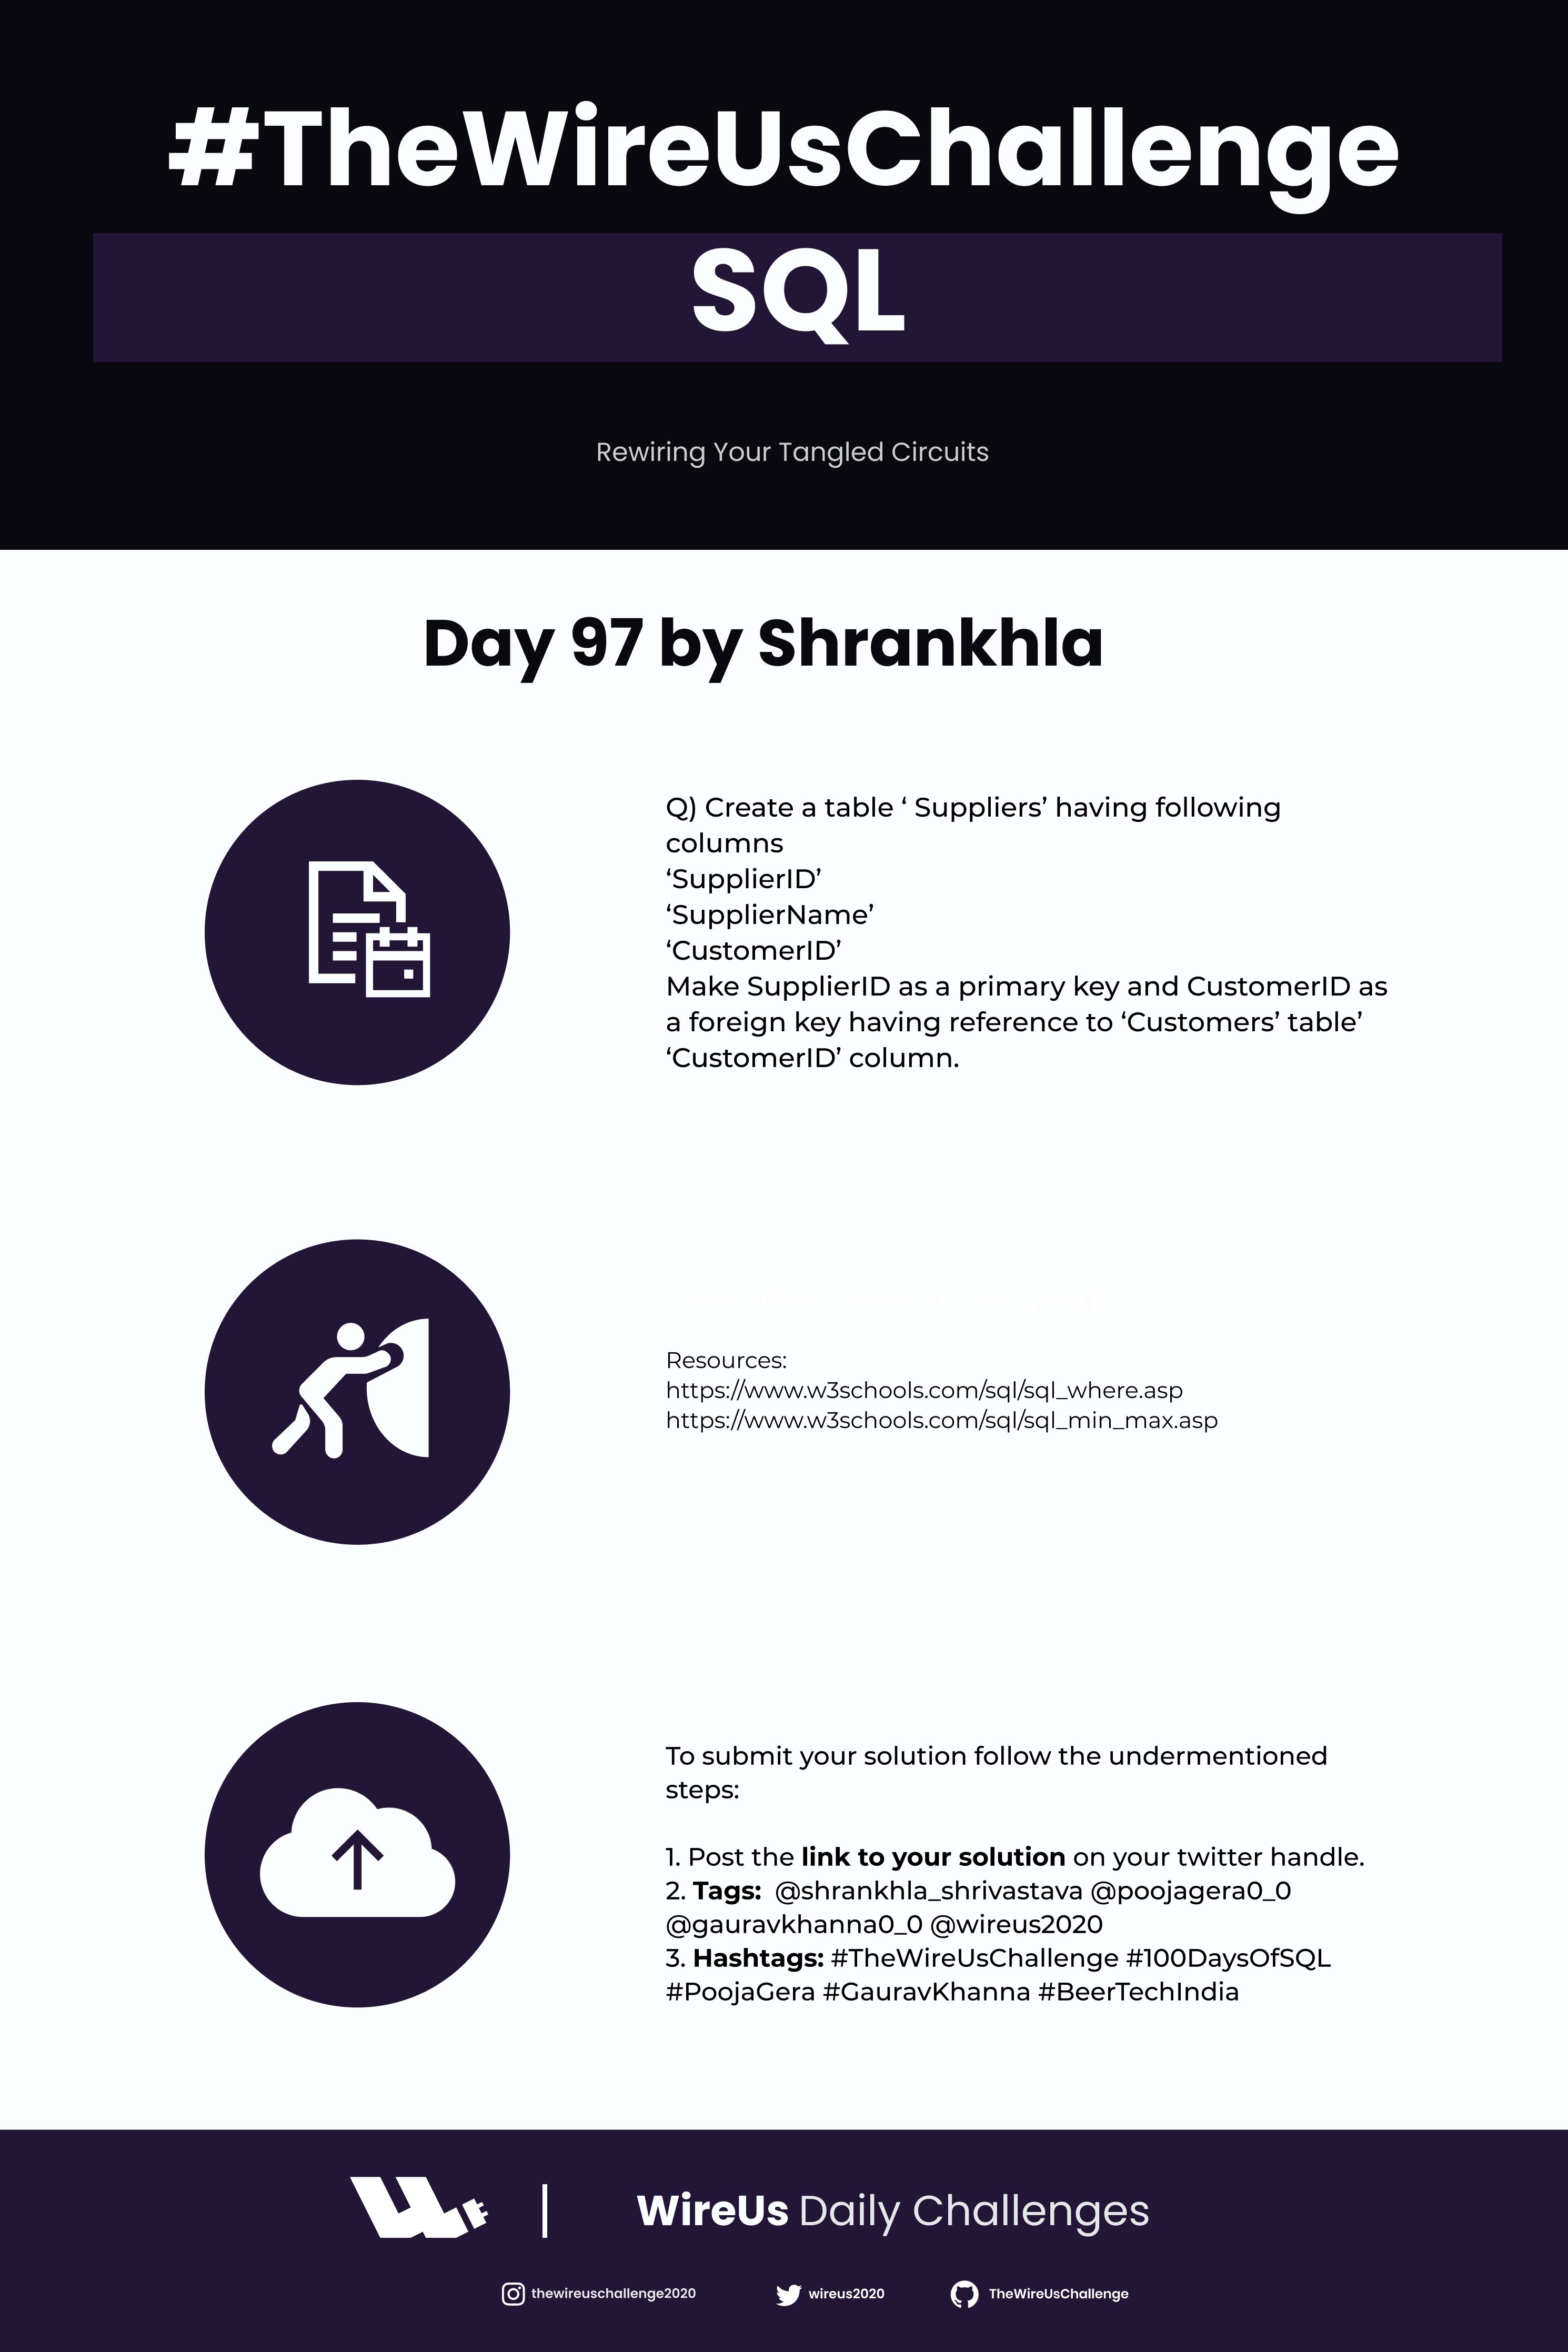 #TheWireUsChallenge
SQL
Rewiring Your Tangled Circuits
Day 97 by Shrankhla
Q) Create a table ‘ Suppliers’ having following
columns
‘SupplierID’
‘SupplierName’
‘CustomerID’
Make SupplierID as a primary key and CustomerID as
a foreign key having reference to ‘Customers’ table’
‘CustomerID’ column.
Resources:
https://www.w3schools.com/sql/sql_where.asp
https://www.w3schools.com/sql/sql_min_max.asp
To submit your solution follow the undermentioned
steps:
1. Post the link to your solution on your twitter handle.
2. Tags:  @shrankhla_shrivastava @poojagera0_0
@gauravkhanna0_0 @wireus2020
3. Hashtags: #TheWireUsChallenge #100DaysOfSQL
#PoojaGera #GauravKhanna #BeerTechIndia
WireUs Daily Challenges
thewireuschallenge2020
wireus2020
TheWireUsChallenge